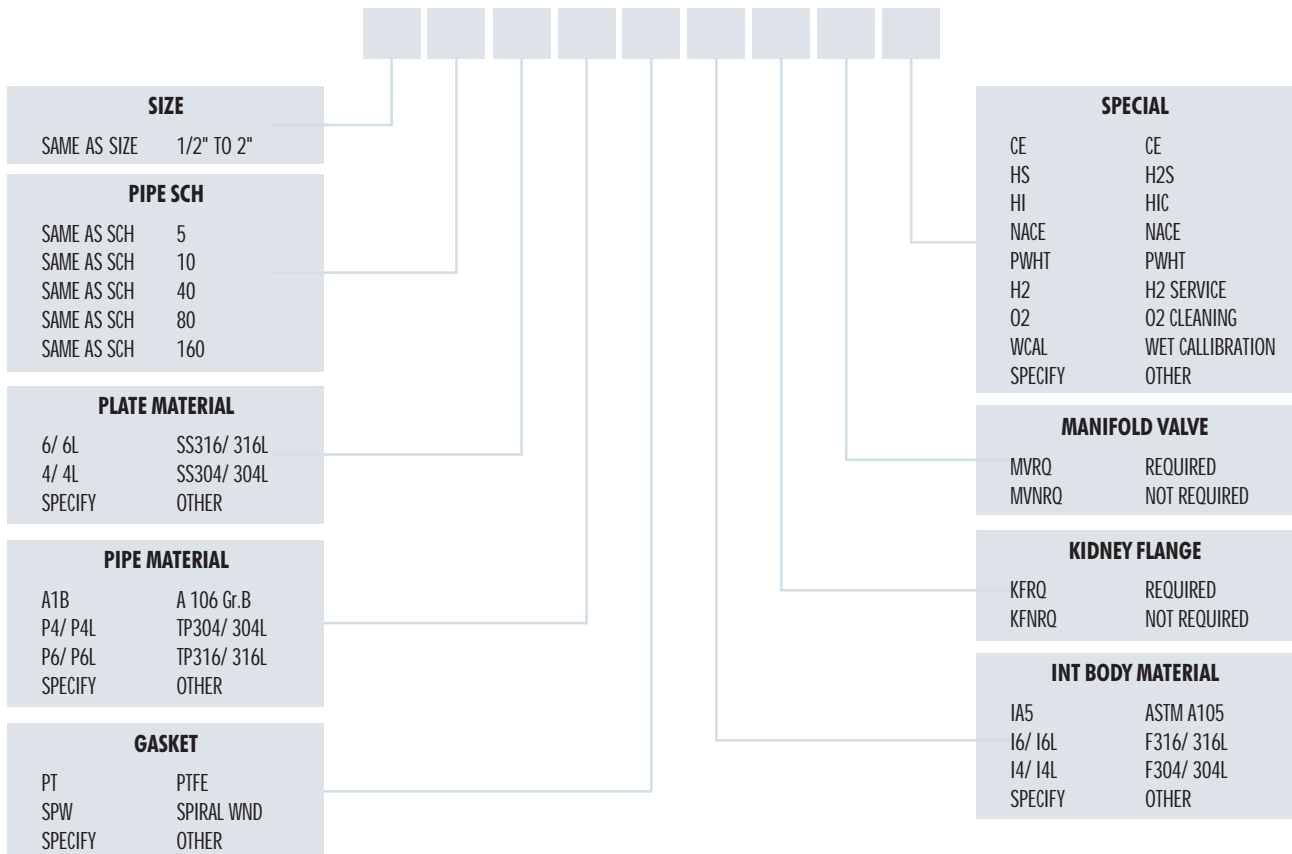 SIZE
SAME AS SIZE 1/2" TO 2"
PIPE SCH
SAME AS SCH 5
SAME AS SCH 10
SAME AS SCH 40
SAME AS SCH 80
SAME AS SCH 160
PLATE MATERIAL
6/ 6L SS316/ 316L
4/ 4L SS304/ 304L
SPECIFY OTHER
PIPE MATERIAL
A1B A 106 Gr.B
P4/ P4L TP304/ 304L
P6/ P6L TP316/ 316L
SPECIFY OTHER
GASKET
PT PTFE
SPW SPIRAL WND
SPECIFY OTHER
SPECIAL
CE CE
HS H2S
HI HIC
NACE NACE
PWHT PWHT
H2 H2 SERVICE
O2 O2 CLEANING
WCAL WET CALLIBRATION
SPECIFY OTHER
MANIFOLD VALVE
MVRQ REQUIRED
MVNRQ NOT REQUIRED
KIDNEY FLANGE
KFRQ REQUIRED
KFNRQ NOT REQUIRED
INT BODY MATERIAL
IA5 ASTM A105
I6/ I6L F316/ 316L
I4/ I4L F304/ 304L
SPECIFY OTHER